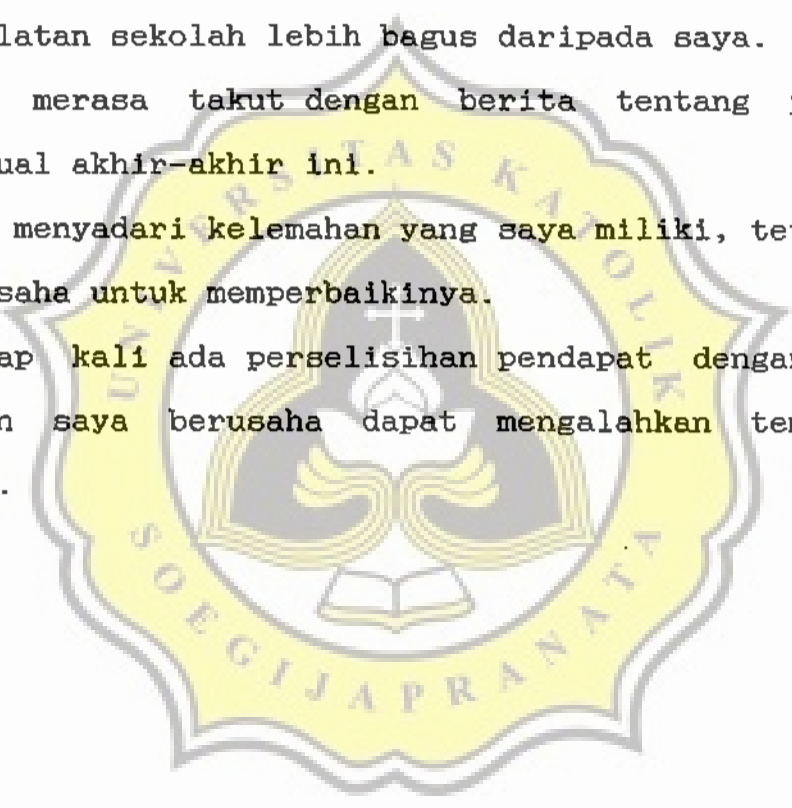 latan sekolah lebih bagus daripada saya.
merasa takut dengan berita tentang
ual akhir-akhir ini.
menyadari kelemahan yang saya miliki, te
saha untuk memperbaikinya.
ap kali ada perselisihan pendapat denga
n saya berusaha dapat mengalahkan te
.
UNIVERSITAS KATOLIK
SOEGIJAPRANATA